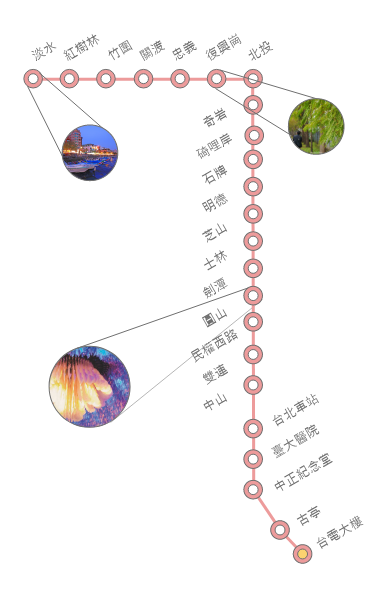 淡水
紅樹林
竹圍
關渡
忠義
復興崗
北投
奇岩
唭哩岸
石牌
明德
芝山
士林
劍潭
圓山
民權西路
雙連
中山
台北車站
臺大醫院
中正紀念堂
古亭
台電大樓